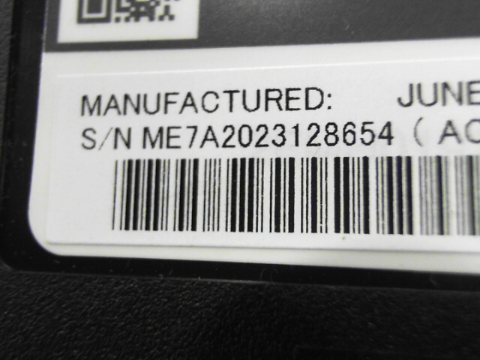 MANUFACTURED: JUNE
S/N ME7A2023128654 ( AC